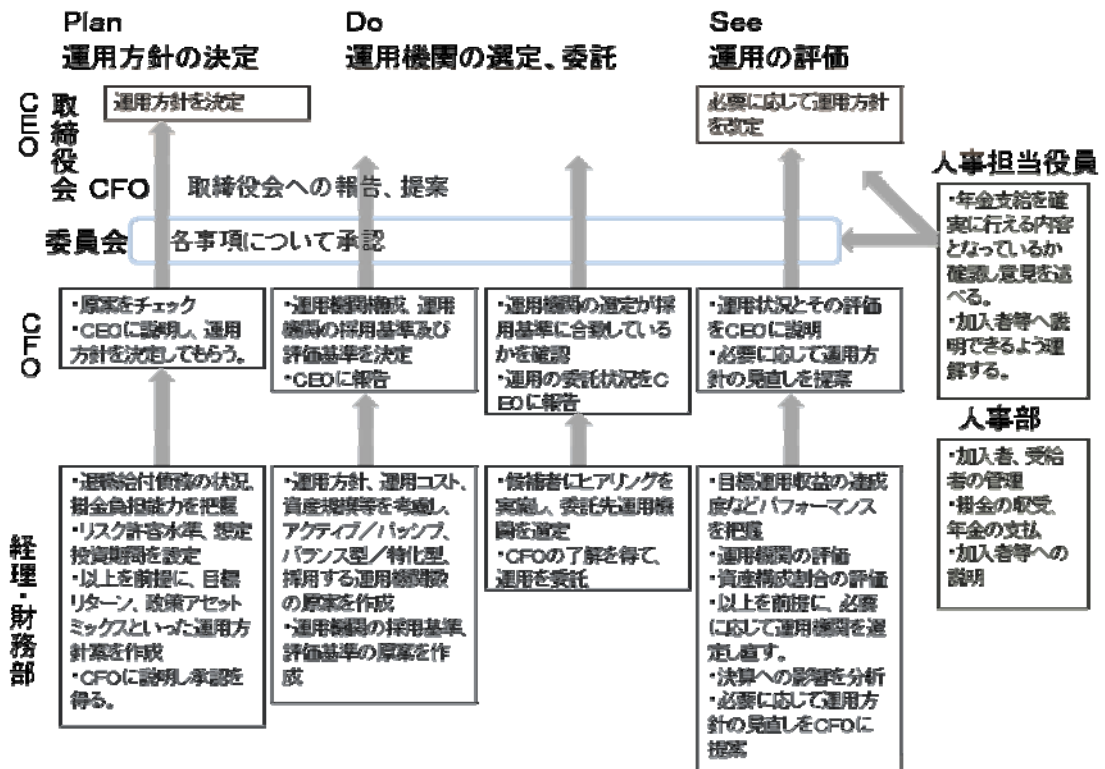 Plan
運用方針の決定
Do
運用機関の選定、委託
See
運用の評価
CEO
取締役会
運用方針を決定
必要に応じて運用方針
を改定
CFO
取締役会への報告、提案
委員会
各事項について承認
人事担当役員
・年金支給を確
実に行える内容
となっているか
確認し意見を述
べる。
・加入者等へ説
明できるよう理
解する。
CFO
・原案をチェック
・CEOに説明し、運用
方針を決定してもらう。
・運用機関構成、運用
機関の採用基準及び
評価基準を決定
・CEOに報告
・運用機関の選定が採
用基準に合致している
かを確認
・運用の委託状況をC
EOに報告
・運用状況とその評価
をCEOに説明
・必要に応じて運用方
針の見直しを提案
人事部
・加入者、受給
者の管理
・掛金の収受、
年金の支払
・加入者等への
説明
経理・財務部
・退職給付債務の状況、
掛金負担能力を把握
・リスク許容水準、想定
投資期間を設定
・以上を前提に、目標
リターン、政策アセット
ミックスといった運用方
針案を作成
・CFOに説明し承認を
得る。
・運用方針、運用コスト、
資産規模等を考慮し、
アクティブ/パッシブ、
バランス型/特化型、
採用する運用機関数
の原案を作成
・運用機関の採用基準、
評価基準の原案を作
成
・候補者にヒアリングを
実施し、委託先運用機
関を選定
・CFOの了解を得て、
運用を委託
・目標運用収益の達成
度などパフォーマンス
を把握
・運用機関の評価
・資産構成割合の評価
・以上を前提に、必要
に応じて運用機関を選
定し直す。
・決算への影響を分析
・必要に応じて運用方
針の見直しをCFOに
提案